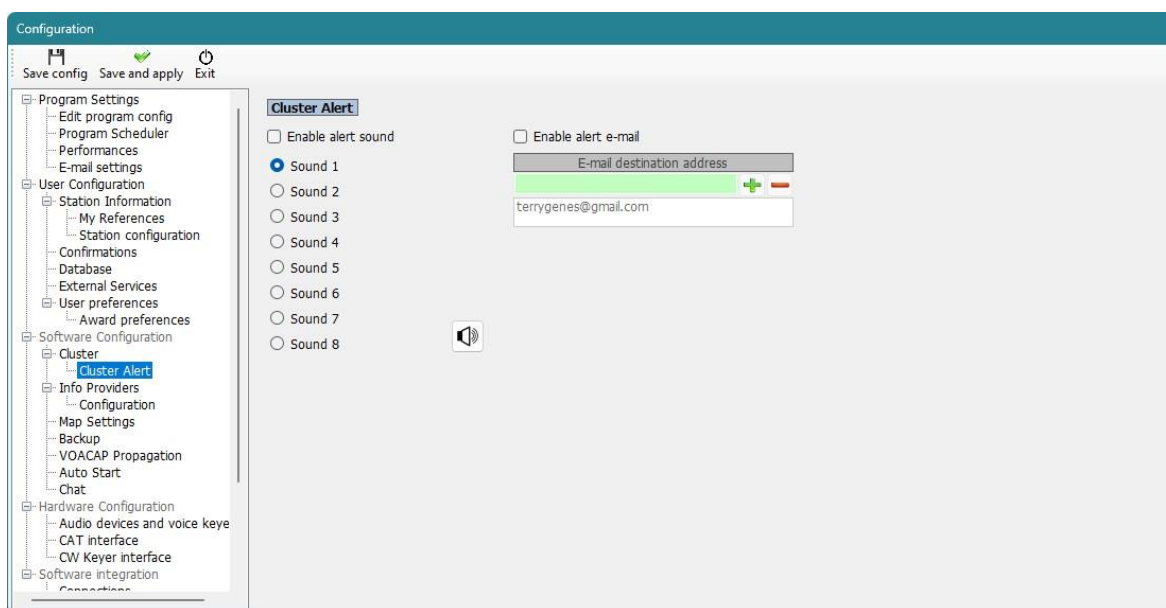 Configuration
Save config Save and apply Exit
Program Settings
Edit program config
Program Scheduler
Performances
E-mail settings
User Configuration
Station Information
My References
Station configuration
Confirmations
Database
External Services
User preferences
Award preferences
Software Configuration
Cluster
Cluster Alert
Info Providers
Configuration
Map Settings
Backup
VOACAP Propagation
Auto Start
Chat
Hardware Configuration
Audio devices and voice keye
CAT interface
CW Keyer interface
Software integration
Connections
Cluster Alert
Enable alert sound
Sound 1
Sound 2
Sound 3
Sound 4
Sound 5
Sound 6
Sound 7
Sound 8
Enable alert e-mail
E-mail destination address
terrygenes@gmail.com